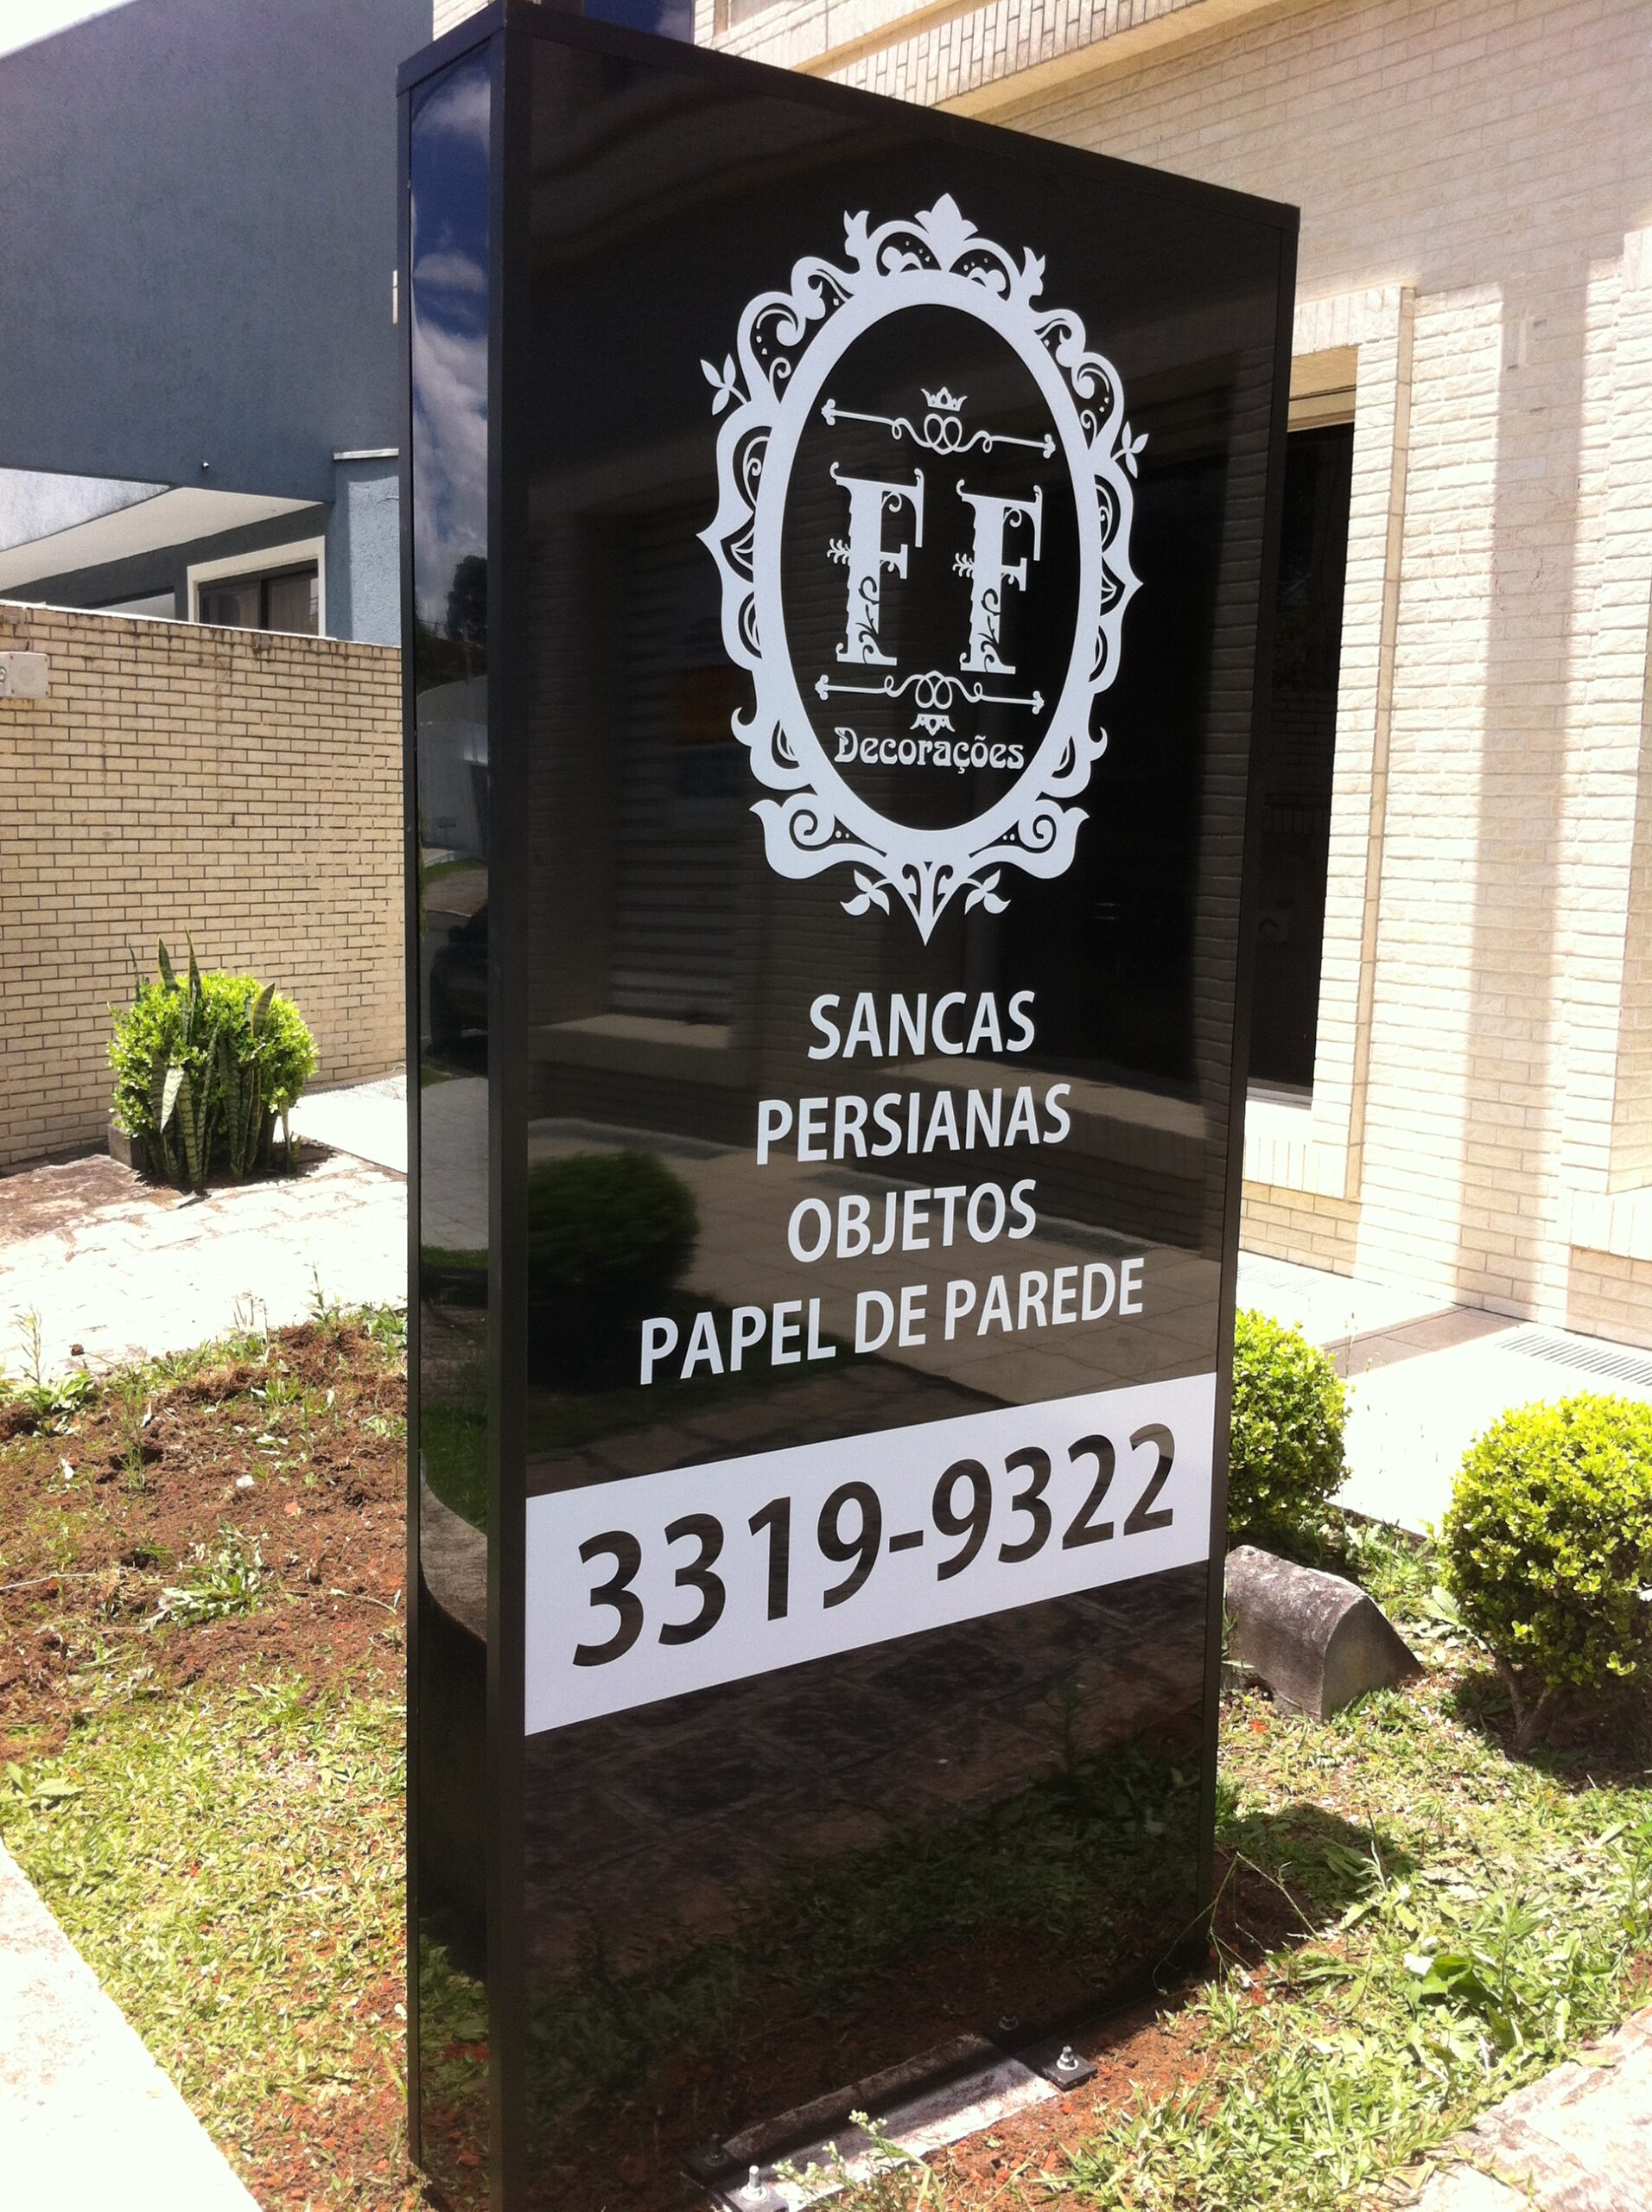 FF
Decorações
SANCAS
PERSIANAS
OBJETOS
PAPEL DE PAREDE
3319-9322